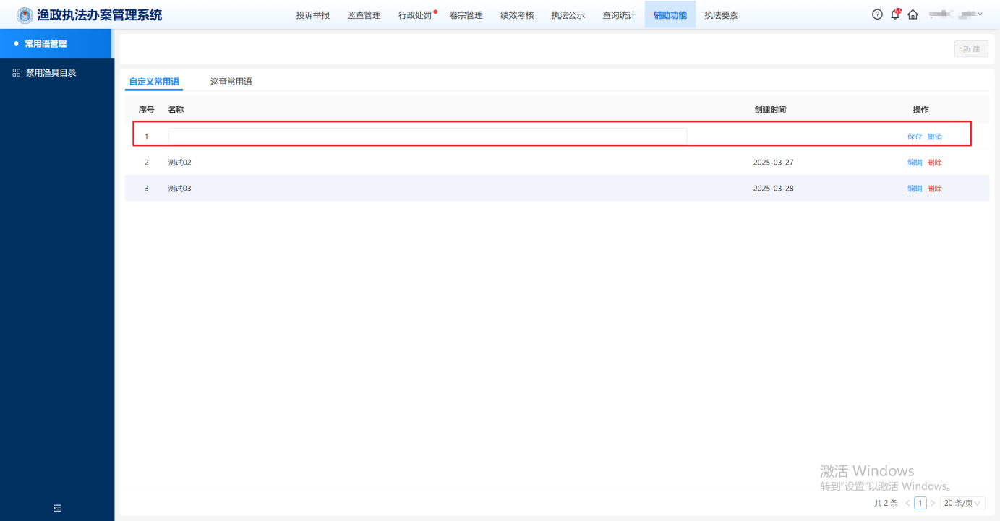 渔政执法办案管理系统 投诉举报 巡查管理 行政处罚 卷宗管理 绩效考核 执法公示 查询统计 辅助功能 执法要素
常用语管理
新 建
禁用渔具目录
自定义常用语 巡查常用语
序号 名称 创建时间 操作
1 保存 撤销
2 测试02 2025-03-27 编辑 删除
3 测试03 2025-03-28 编辑 删除
激活 Windows
转到"设置"以激活 Windows。
共 2 条 < 1 > 20 条/页